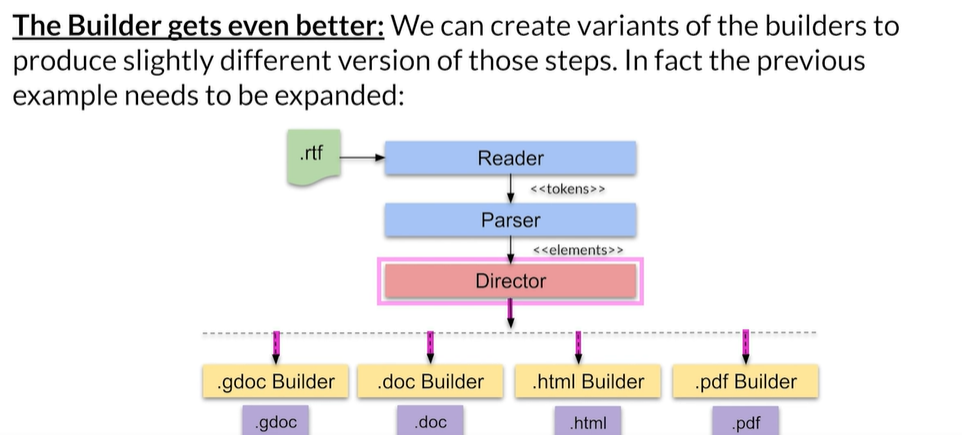 The Builder gets even better: We can create variants of the builders to
produce slightly different version of those steps. In fact the previous
example needs to be expanded:
.rtf
Reader
<<tokens>>
Parser
<<elements>>
Director
.gdoc Builder
.doc Builder
.html Builder
.pdf Builder
.gdoc
.doc
.html
.pdf